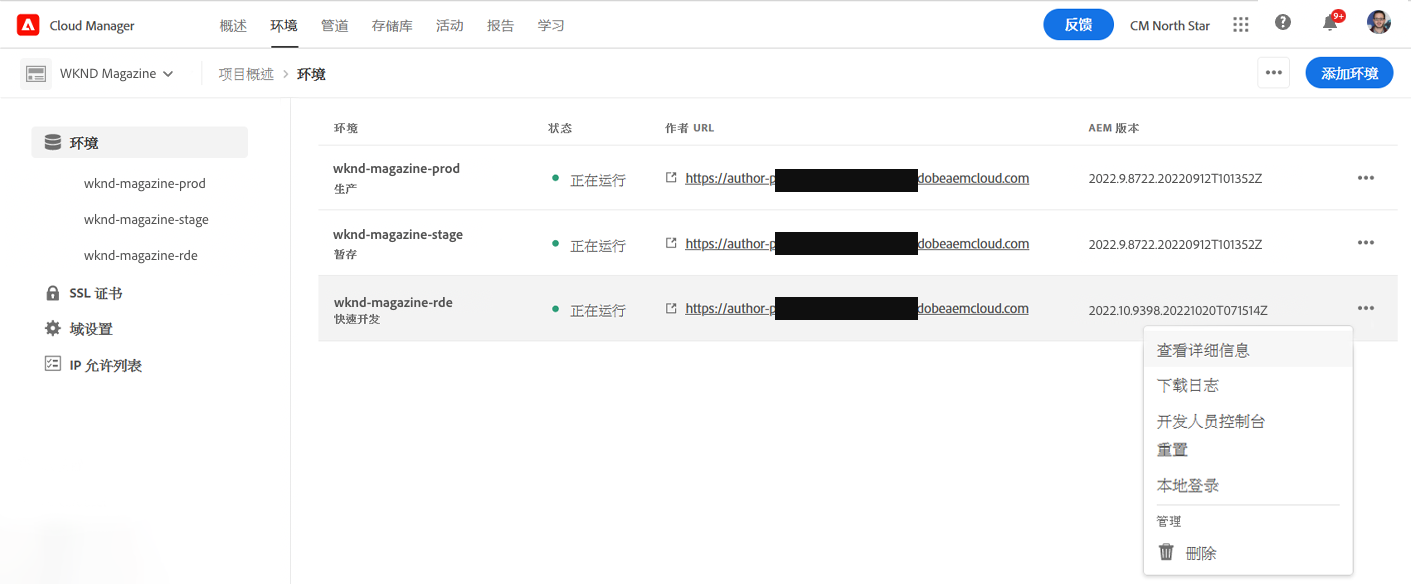 Cloud Manager 概述 环境 管道 存储库 活动 报告 学习 反馈 CM North Star 9+
WKND Magazine 项目概述 > 环境 添加环境
环境
wknd-magazine-prod
wknd-magazine-stage
wknd-magazine-rde
SSL 证书
域设置
IP 允许列表
环境 状态 作者 URL AEM 版本
wknd-magazine-prod
生产
正在运行 https://author-p dobeaemcloud.com 2022.9.8722.20220912T101352Z
wknd-magazine-stage
暂存
正在运行 https://author-p dobeaemcloud.com 2022.9.8722.20220912T101352Z
wknd-magazine-rde
快速开发
正在运行 https://author-p dobeaemcloud.com 2022.10.9398.20221020T071514Z
查看详细信息
下载日志
开发人员控制台
重置
本地登录
管理
删除